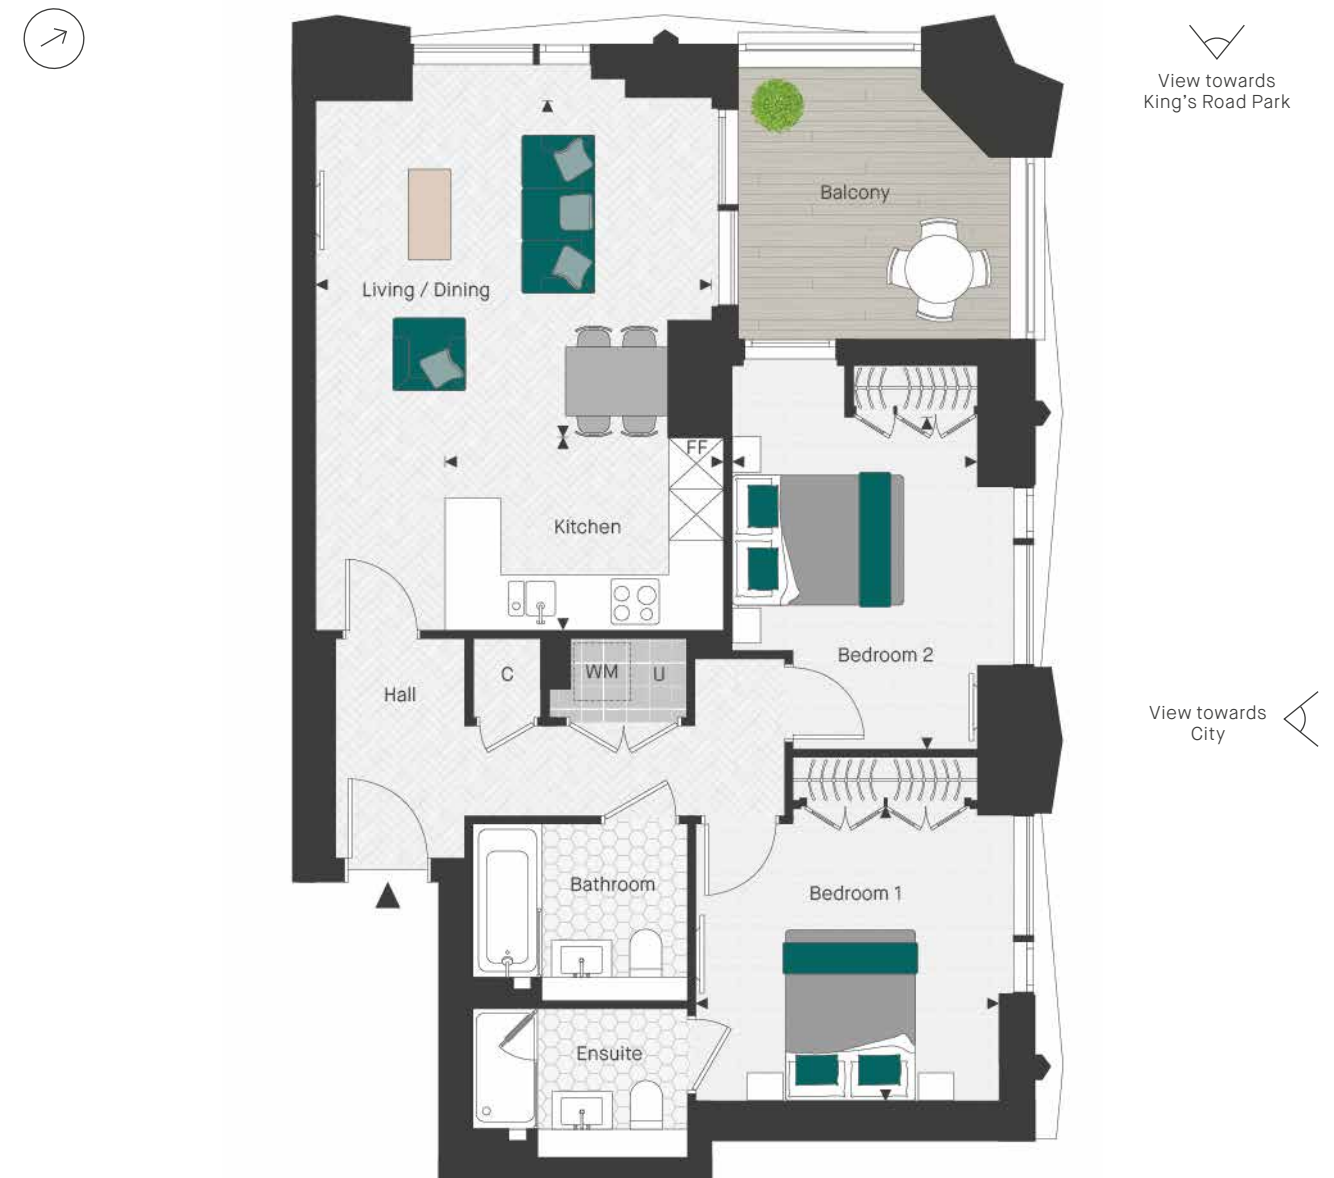 View towards
King's Road Park
Balcony
Living / Dining
FF
Kitchen
Bedroom 2
C
WM
U
Hall
View towards
City
Bathroom
Bedroom 1
Ensuite